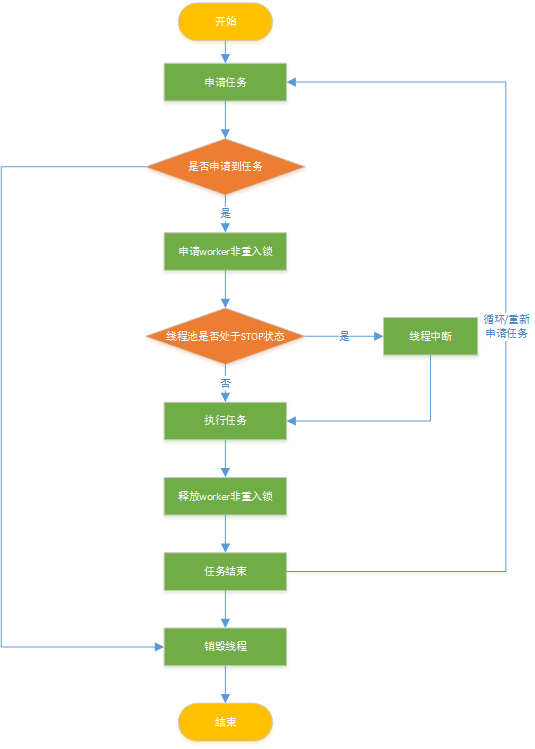 开始
申请任务
是否申请到任务
是
申请worker非重入锁
线程池是否处于STOP状态
是
线程中断
循环/重新
申请任务
否
执行任务
释放worker非重入锁
任务结束
销毁线程
结束